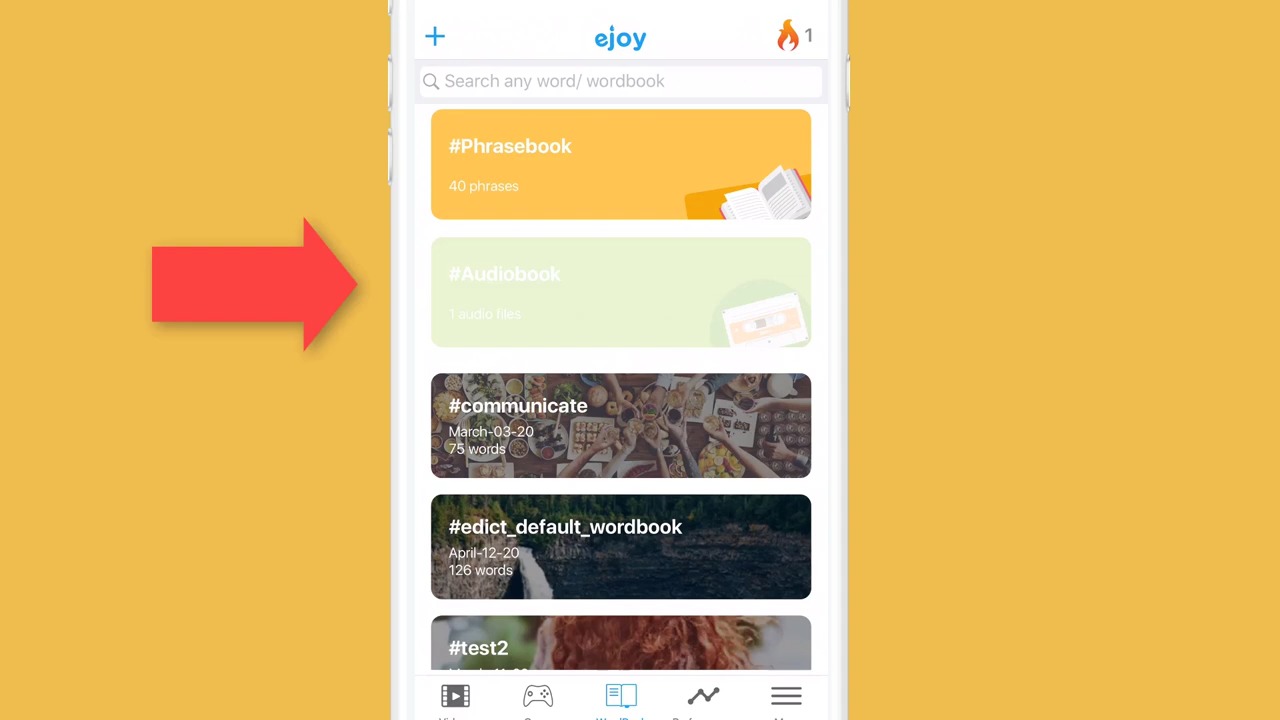 ejoy
1
Search any word/ wordbook
#Phrasebook
40 phrases
#Audiobook
1 audio files
#communicate
March-03-20
75 words
#edict_default_wordbook
April-12-20
126 words
#test2